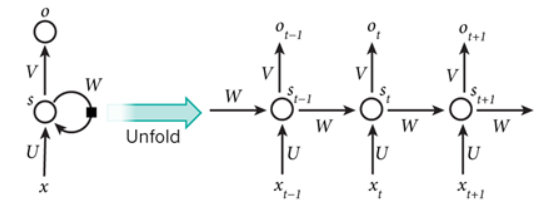 o
o_{t-1} o_t o_{t+1}
V W V V V
s W s_{t-1} s_t s_{t+1}
Unfold W W W
U U U U
x x_{t-1} x_t x_{t+1}